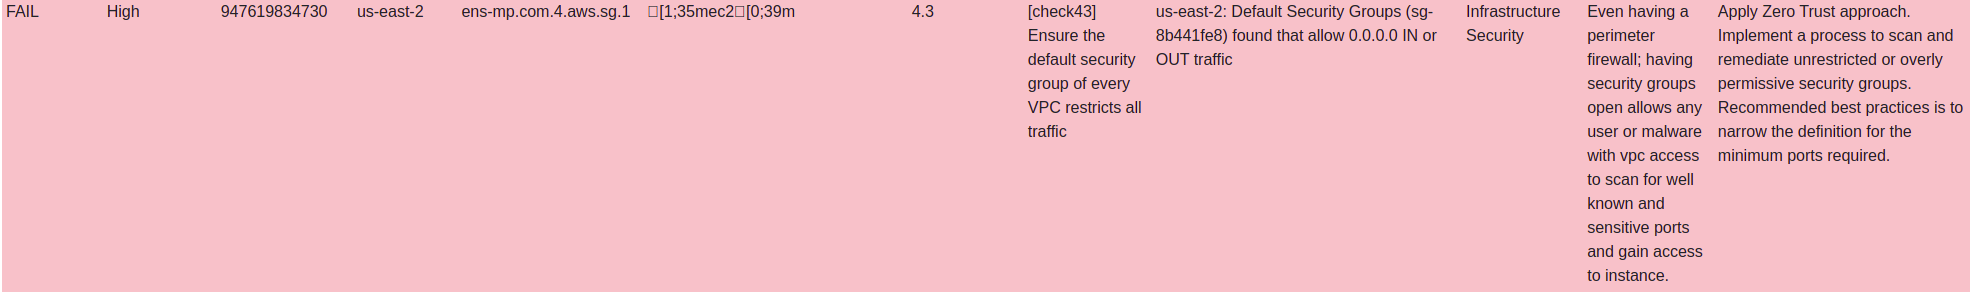 FAIL High 947619834730 us-east-2 ens-mp.com.4.aws.sg.1 □[1;35mec2□[0;39m 4.3
[check43]
Ensure the
default security
group of every
VPC restricts all
traffic
us-east-2: Default Security Groups (sg-
8b441fe8) found that allow 0.0.0.0 IN or
OUT traffic
Infrastructure
Security
Even having a
perimeter
firewall; having
security groups
open allows any
user or malware
with vpc access
to scan for well
known and
sensitive ports
and gain access
to instance.
Apply Zero Trust approach.
Implement a process to scan and
remediate unrestricted or overly
permissive security groups.
Recommended best practices is to
narrow the definition for the
minimum ports required.